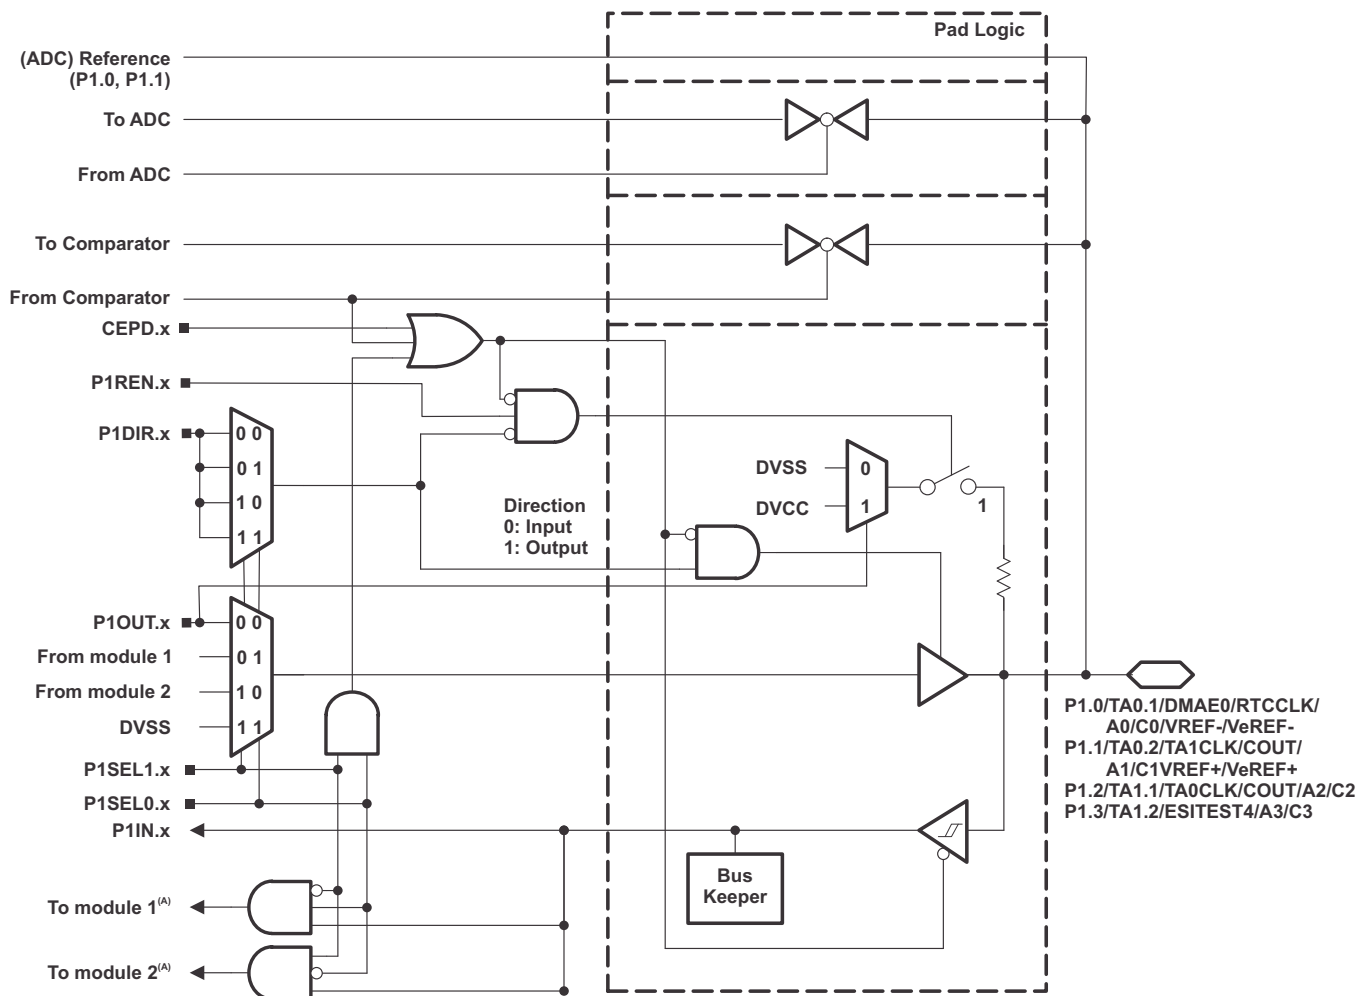 Pad Logic
(ADC) Reference
(P1.0, P1.1)
To ADC
From ADC
To Comparator
From Comparator
CEPD.x
P1REN.x
P1DIR.x
0 0
0 1
1 0
1 1
DVSS
0
DVCC
1
1
Direction
0: Input
1: Output
P1OUT.x
0 0
From module 1
0 1
From module 2
1 0
DVSS
1 1
P1SEL1.x
P1SEL0.x
P1IN.x
P1.0/TA0.1/DMAE0/RTCCLK/
A0/C0/VREF-/VeREF-
P1.1/TA0.2/TA1CLK/COUT/
A1/C1VREF+/VeREF+
P1.2/TA1.1/TA0CLK/COUT/A2/C2
P1.3/TA1.2/ESITEST4/A3/C3
Bus
Keeper
To module 1(A)
To module 2(A)